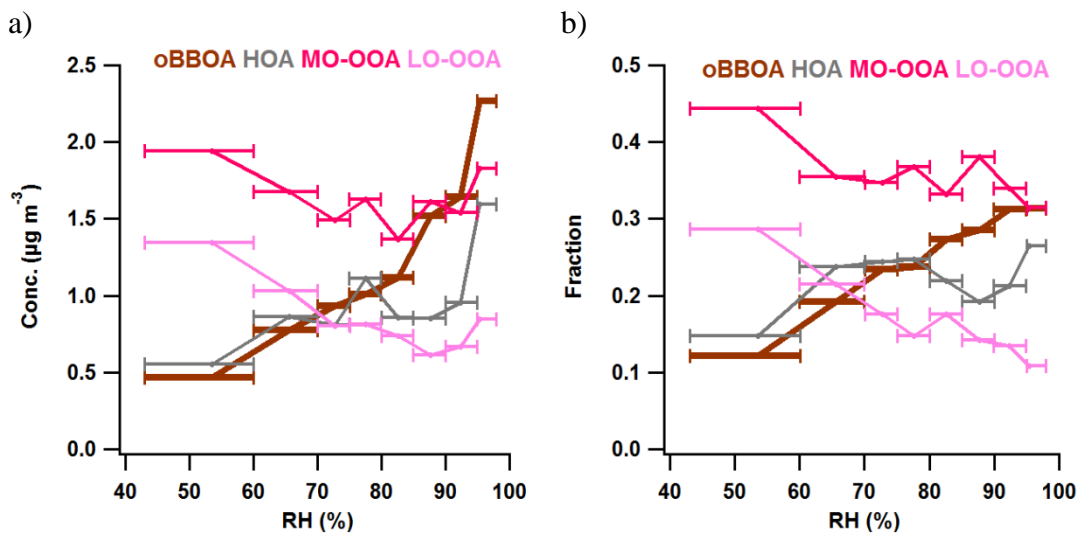 a)
oBBOA HOA MO-OOA LO-OOA
2.5
2.0
1.5
1.0
0.5
0.0
Conc. (µg m⁻³)
40 50 60 70 80 90 100
RH (%)
b)
oBBOA HOA MO-OOA LO-OOA
0.5
0.4
0.3
0.2
0.1
0.0
Fraction
40 50 60 70 80 90 100
RH (%)